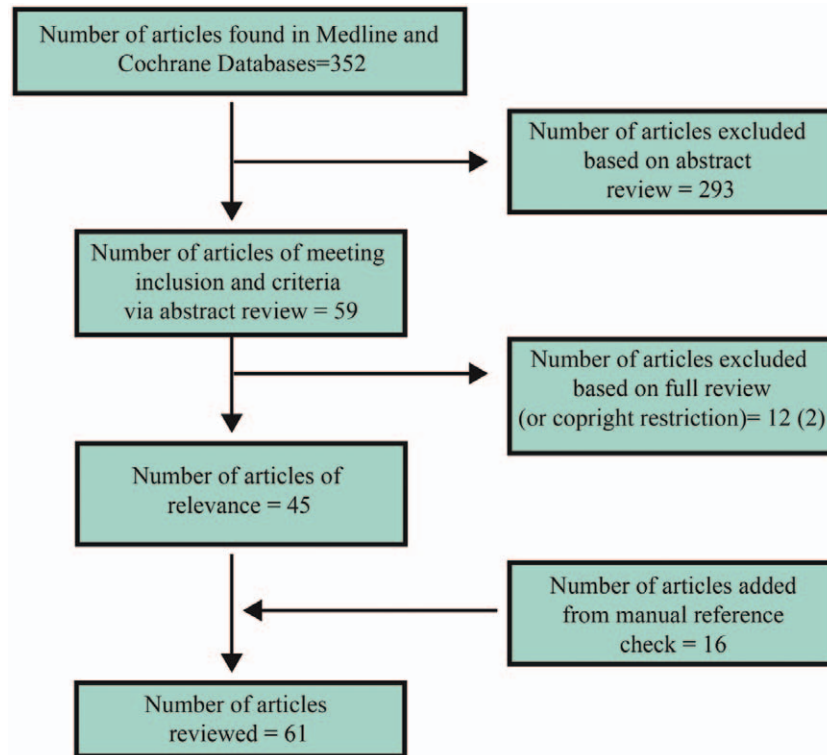 Number of articles found in Medline and
Cochrane Databases=352
Number of articles excluded
based on abstract
review = 293
Number of articles of meeting
inclusion and criteria
via abstract review = 59
Number of articles excluded
based on full review
(or copright restriction)= 12 (2)
Number of articles of
relevance = 45
Number of articles added
from manual reference
check = 16
Number of articles
reviewed = 61